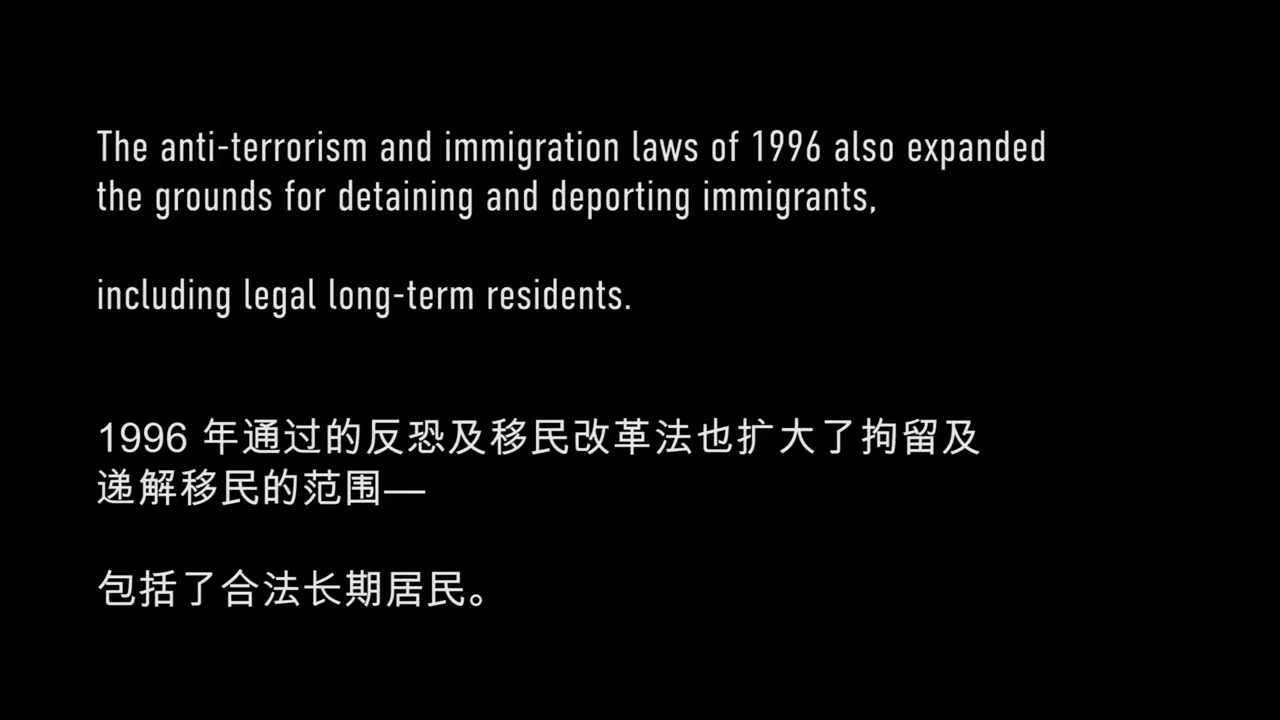 The anti-terrorism and immigration laws of 1996 also expanded
the grounds for detaining and deporting immigrants,
including legal long-term residents.
1996 年通过的反恐及移民改革法也扩大了拘留及
递解移民的范围—
包括了合法长期居民。